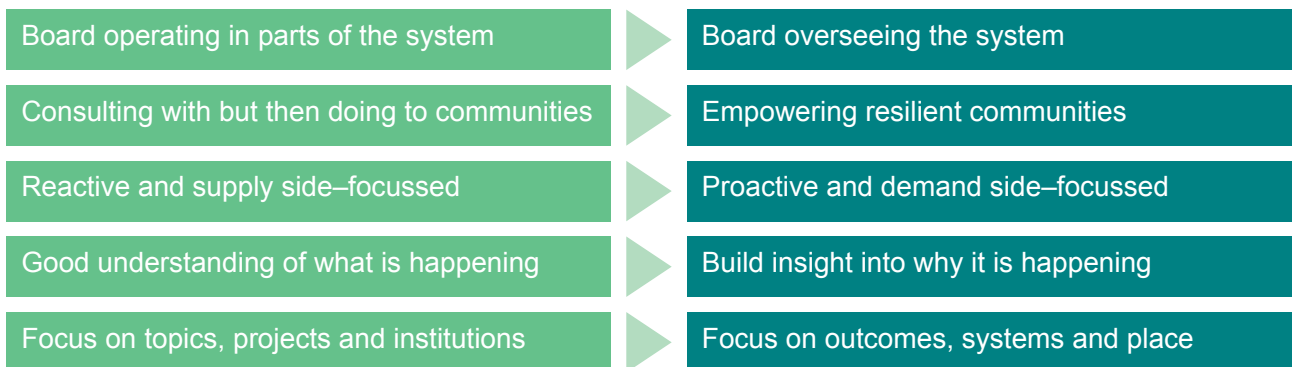 Board operating in parts of the system
Board overseeing the system
Consulting with but then doing to communities
Empowering resilient communities
Reactive and supply side–focussed
Proactive and demand side–focussed
Good understanding of what is happening
Build insight into why it is happening
Focus on topics, projects and institutions
Focus on outcomes, systems and place